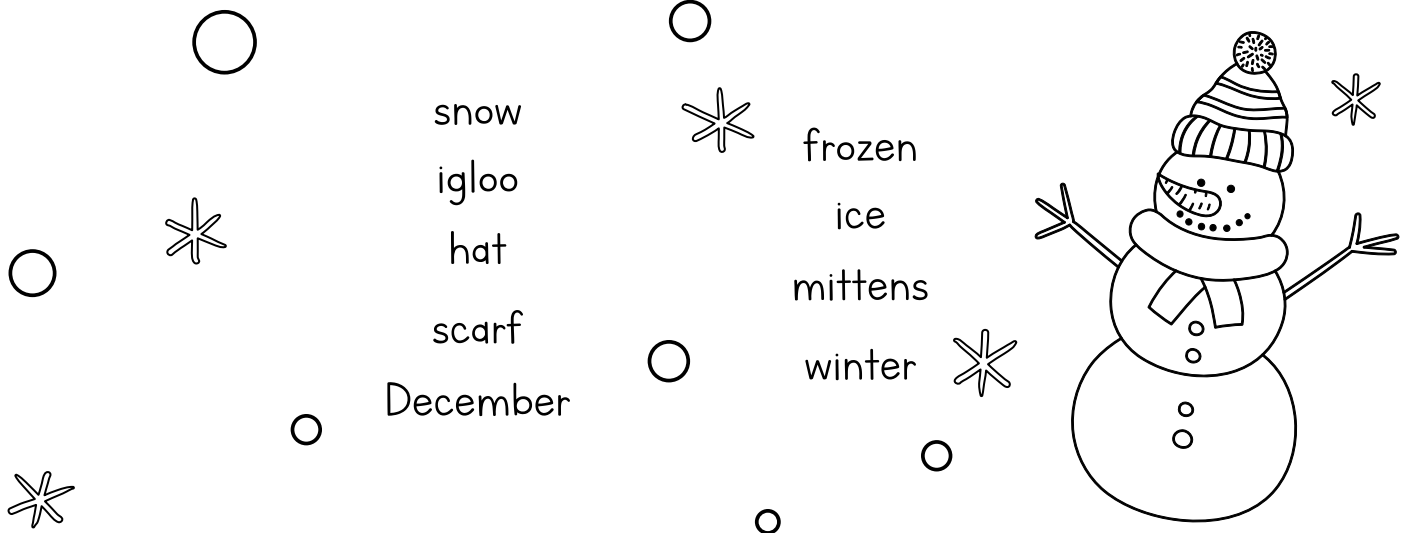 snow
igloo
hat
scarf
December
frozen
ice
mittens
winter